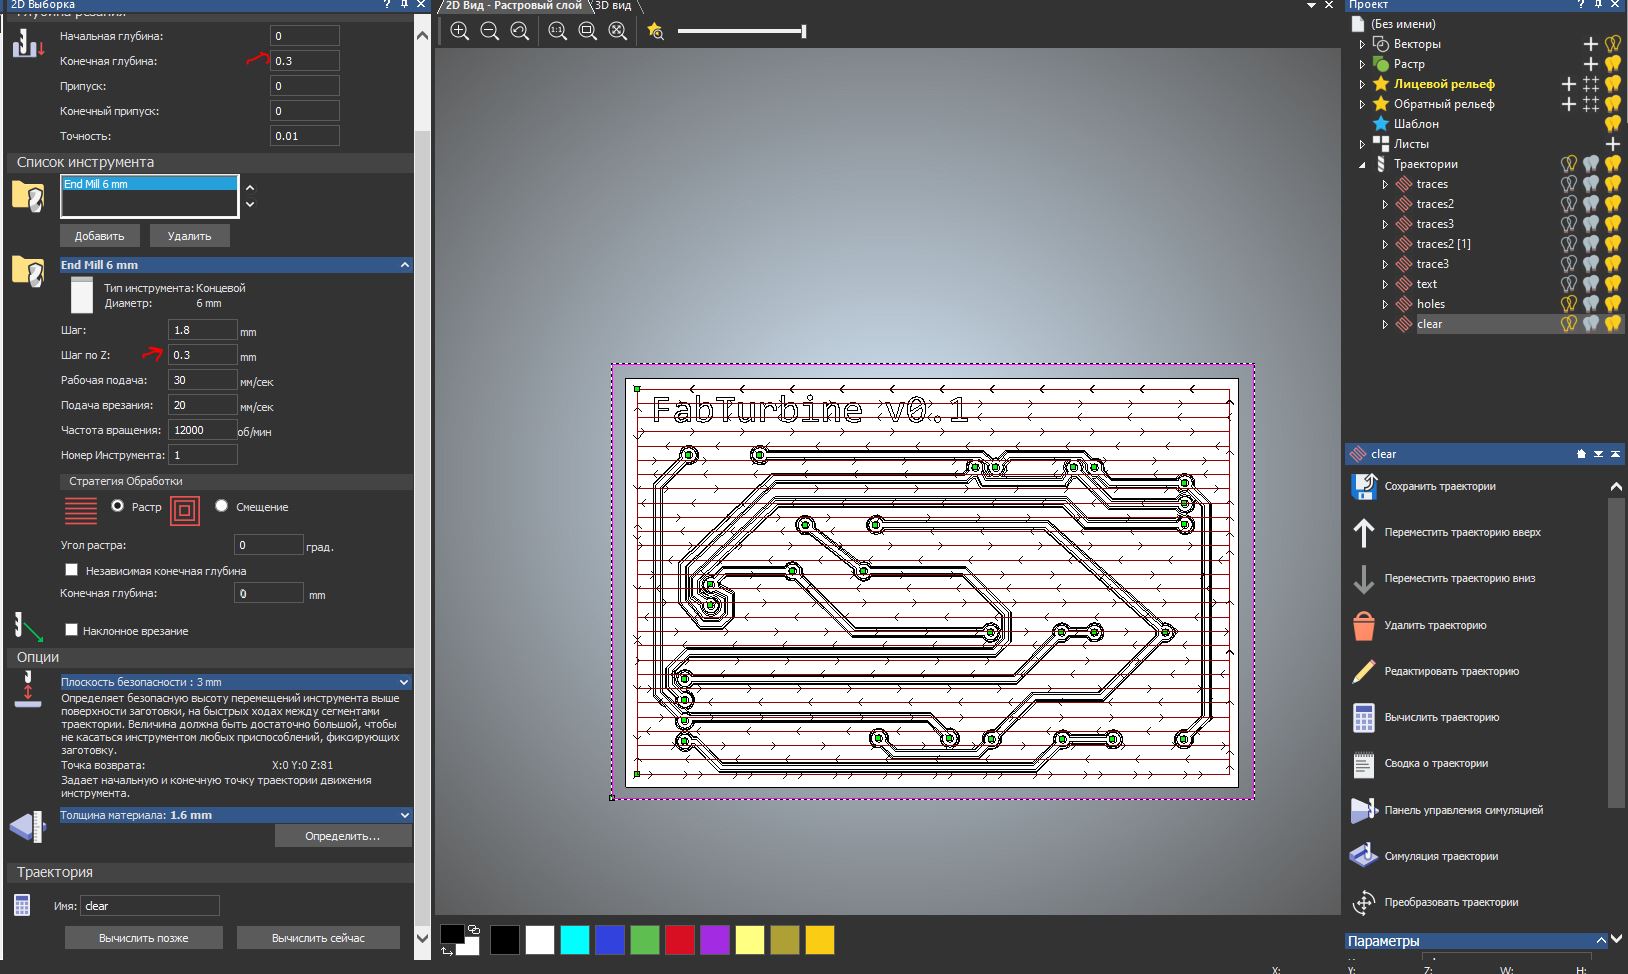 2D Выборка
Глубина резания
Начальная глубина: 0
Конечная глубина: 0.3
Припуск: 0
Конечный припуск: 0
Точность: 0.01
Список инструмента
End Mill 6 mm
Добавить Удалить
End Mill 6 mm
Тип инструмента: Концевой
Диаметр: 6 mm
Шаг: 1.8 mm
Шаг по Z: 0.3 mm
Рабочая подача: 30 мм/сек
Подача врезания: 20 мм/сек
Частота вращения: 12000 об/мин
Номер Инструмента: 1
Стратегия Обработки
Растр Смещение
Угол растра: 0 град.
Независимая конечная глубина
Конечная глубина: 0 mm
Наклонное врезание
Опции
Плоскость безопасности : 3 mm
Определяет безопасную высоту перемещений инструмента выше
поверхности заготовки, на быстрых ходах между сегментами
траектории. Величина должна быть достаточно большой, чтобы
не касаться инструментом любых приспособлений, фиксирующих
заготовку.
Точка возврата: X:0 Y:0 Z:81
Задает начальную и конечную точку траектории движения
инструмента.
Толщина материала: 1.6 mm
Определить...
Траектория
Имя: clear
Вычислить позже Вычислить сейчас
2D Вид - Растровый слой 3D вид
1:1
FabTurbine v0.1
Проект
(Без имени)
Векторы
Растр
Лицевой рельеф
Обратный рельеф
Шаблон
Листы
Траектории
traces
traces2
traces3
traces2 [1]
trace3
text
holes
clear
clear
Сохранить траектории
Переместить траекторию вверх
Переместить траекторию вниз
Удалить траекторию
Редактировать траекторию
Вычислить траекторию
Сводка о траектории
Панель управления симуляцией
Симуляция траектории
Преобразовать траектории
Параметры
X: Y: Z: W: H: